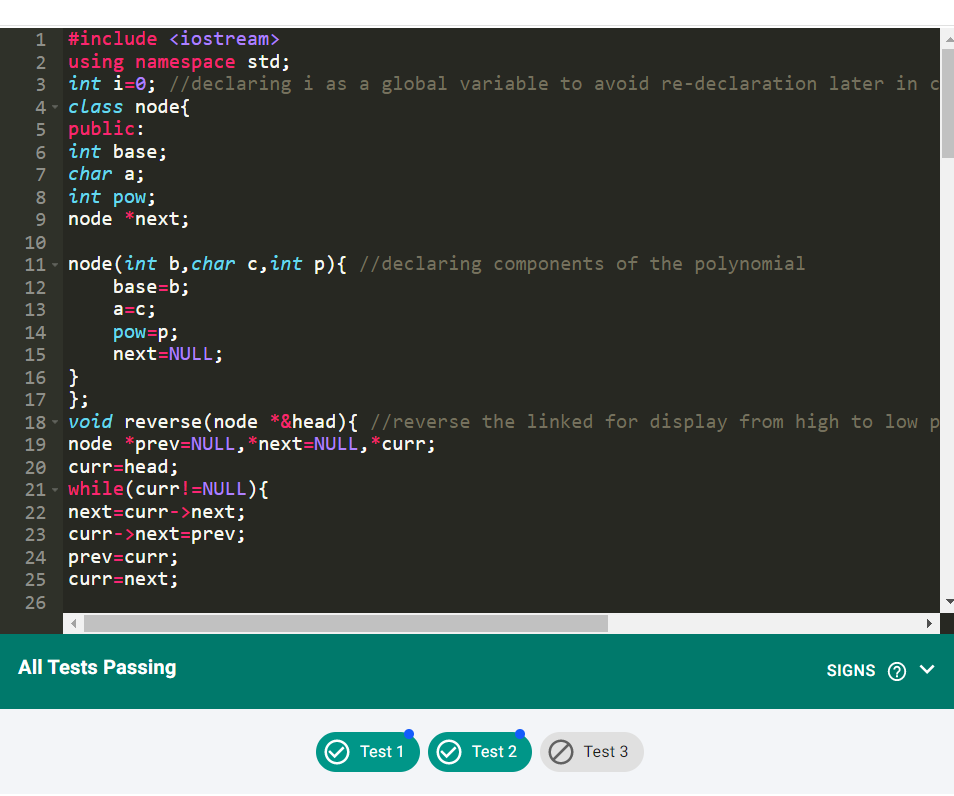 1 #include <iostream>
2 using namespace std;
3 int i=0; //declaring i as a global variable to avoid re-declaration later in c
4 class node{
5 public:
6 int base;
7 char a;
8 int pow;
9 node *next;
10
11 node(int b,char c,int p){ //declaring components of the polynomial
12     base=b;
13     a=c;
14     pow=p;
15     next=NULL;
16 }
17 };
18 void reverse(node *&head){ //reverse the linked for display from high to low p
19 node *prev=NULL,*next=NULL,*curr;
20 curr=head;
21 while(curr!=NULL){
22 next=curr->next;
23 curr->next=prev;
24 prev=curr;
25 curr=next;
26
All Tests Passing
SIGNS ?
Test 1 Test 2 Test 3